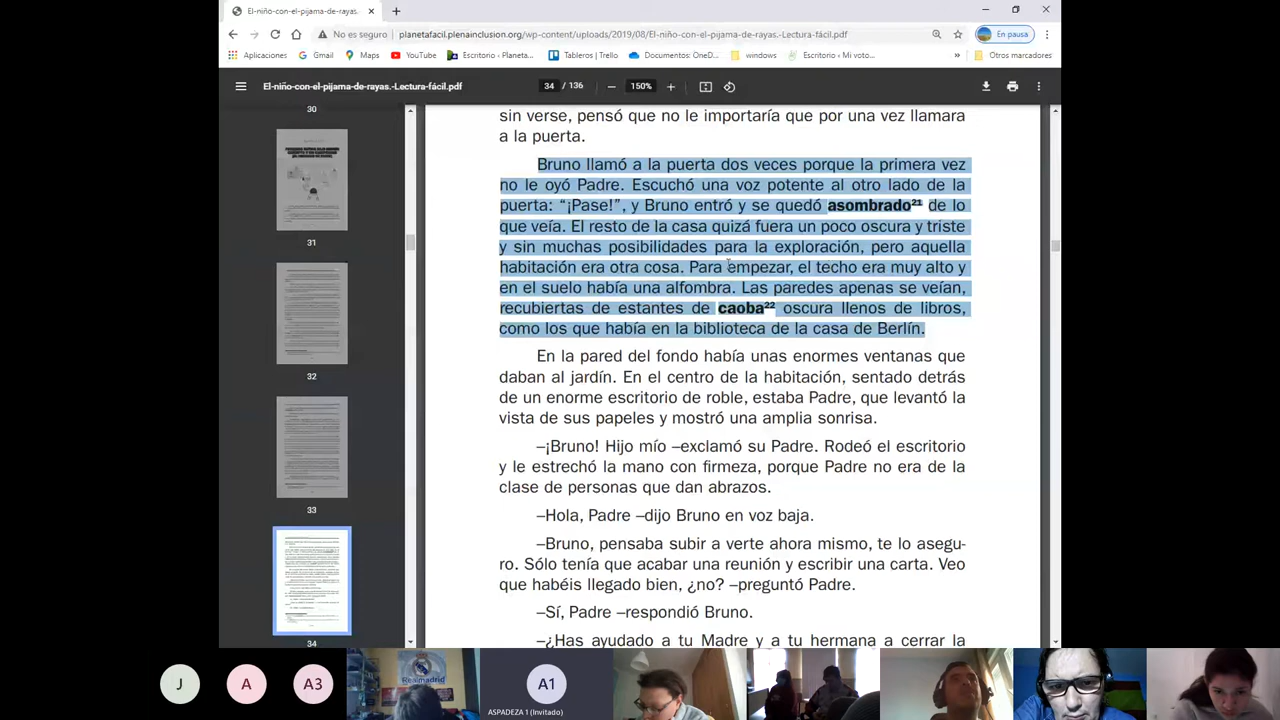 El-niño-con-el-pijama-de-rayas.-
No es seguro
planetafacil.plenainclusion.org/wp-content/uploads/2019/08/El-niño-con-el-pijama-de-rayas.-Lectura-fácil.pdf
En pausa
Aplicaciones
Gmail
Maps
YouTube
Escritorio - Planeta...
Tableros | Trello
Documentos: OneD...
windows
Escritorio < Mi voto...
Otros marcadores
El-niño-con-el-pijama-de-rayas.-Lectura-fácil.pdf
34 / 136
150%
30
31
32
33
34
sin verse, pensó que no le importaría que por una vez llamara
a la puerta.
Bruno llamó a la puerta dos veces porque la primera vez
no le oyó Padre. Escuchó una voz potente al otro lado de la
puerta: “¡Pase!”, y Bruno entró y se quedó asombrado²¹ de lo
que veía. El resto de la casa quizá fuera un poco oscura y triste
y sin muchas posibilidades para la exploración, pero aquella
habitación era otra cosa. Para empezar, el techo era muy alto y
en el suelo había una alfombra. Las paredes apenas se veían,
recubiertas de estantes de caoba²² oscura llenos de libros,
como los que había en la biblioteca de la casa de Berlín.
En la pared del fondo había unas enormes ventanas que
daban al jardín. En el centro de la habitación, sentado detrás
de un enorme escritorio de roble, estaba Padre, que levantó la
vista de sus papeles y mostró una amplia sonrisa.
–¡Bruno! Hijo mío –exclamó su Padre. Rodeó el escritorio
y le estrechó la mano con firmeza, porque Padre no era de la
clase de personas que dan abrazos.
–Hola, Padre –dijo Bruno en voz baja.
–Bruno, pensaba subir a verte ahora mismo, te lo asegu-
ro. Sólo tenía que acabar una reunión y escribir una carta. Veo
que habéis llegado bien, ¿no? –preguntó Padre.
–Sí, Padre –respondió Bruno.
–¿Has ayudado a tu Madre y a tu hermana a cerrar la
J
A
A3
Realmadrid
A1
ASPADEZA 1 (Invitado)